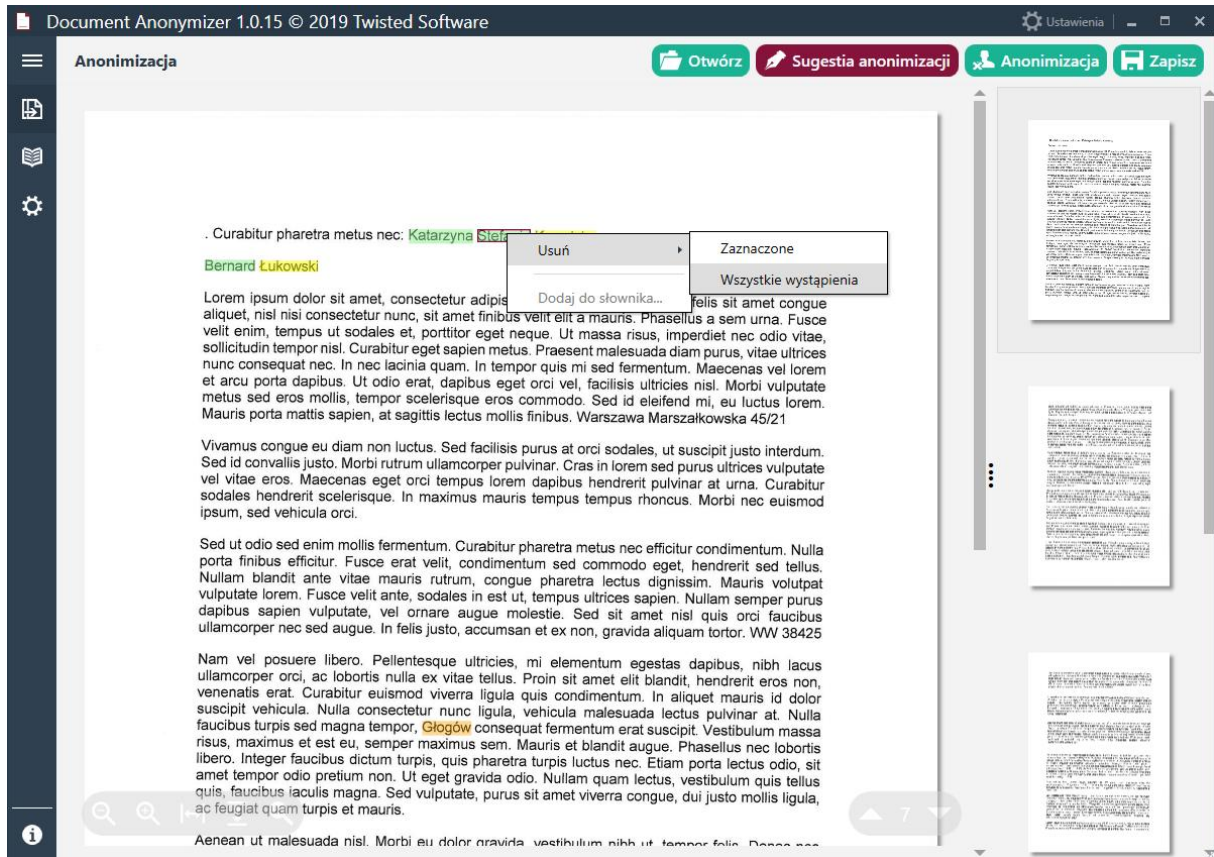 Document Anonymizer 1.0.15 © 2019 Twisted Software
Ustawienia
Anonimizacja
Otwórz
Sugestia anonimizacji
Anonimizacja
Zapisz
. Curabitur pharetra metus nec: Katarzyna
Usuń
Zaznaczone
Wszystkie wystąpienia
Dodaj do słownika...
Bernard Łukowski
Lorem ipsum dolor sit amet, consectetur felis sit amet congue
aliquet, nisl nisi consectetur nunc, sit amet finibus velit elit a mauris. Phasellus a sem urna. Fusce
velit enim, tempus ut sodales et, porttitor eget neque. Ut massa risus, imperdiet nec odio vitae,
sollicitudin tempor nisl. Curabitur eget sapien metus. Praesent malesuada diam purus, vitae ultrices
nunc consequat nec. In nec lacinia quam. In tempor quis mi sed fermentum. Maecenas vel lorem
et arcu porta dapibus. Ut odio erat, dapibus eget orci vel, facilisis ultricies nisl. Morbi vulputate
metus sed eros mollis, tempor scelerisque eros commodo. Sed id eleifend mi, eu luctus lorem.
Mauris porta mattis sapien, at sagittis lectus mollis finibus. Warszawa Marszałkowska 45/21
Vivamus congue eu diam non luctus. Sed facilisis purus at orci sodales, ut suscipit justo interdum.
Sed id convallis justo. Morbi rutrum ullamcorper pulvinar. Cras in lorem sed purus ultrices vulputate
vel vitae eros. Maecenas eget orci tempus lorem dapibus hendrerit pulvinar at urna. Curabitur
sodales hendrerit scelerisque. In maximus mauris tempus tempus rhoncus. Morbi nec euismod
ipsum, sed vehicula orci.
Sed ut odio sed enim mollis fermentum. Curabitur pharetra metus nec efficitur condimentum. Nulla
porta finibus efficitur. Fusce erat velit, condimentum sed commodo eget, hendrerit sed tellus.
Nullam blandit ante vitae mauris rutrum, congue pharetra lectus dignissim. Mauris volutpat
vulputate lorem. Fusce velit ante, sodales in est ut, tempus ultrices sapien. Nullam semper purus
dapibus sapien vulputate, vel ornare augue molestie. Sed sit amet nisl quis orci faucibus
ullamcorper nec sed augue. In felis justo, accumsan et ex non, gravida aliquam tortor. WW 38425
Nam vel posuere libero. Pellentesque ultricies, mi elementum egestas dapibus, nibh lacus
ullamcorper orci, ac lobortis nulla ex vitae tellus. Proin sit amet elit blandit, hendrerit eros non,
venenatis erat. Curabitur euismod viverra ligula quis condimentum. In aliquet mauris id dolor
suscipit vehicula. Nulla consectetur nunc ligula, vehicula malesuada lectus pulvinar at. Nulla
faucibus turpis sed magna tempor, Głogów consequat fermentum erat suscipit. Vestibulum massa
risus, maximus et est eu, semper maximus sem. Mauris et blandit augue. Phasellus nec lobortis
libero. Integer faucibus dictum turpis, quis pharetra turpis luctus nec. Etiam porta lectus odio, sit
amet tempor odio pretium non. Ut eget gravida odio. Nullam quam lectus, vestibulum quis tellus
quis, faucibus iaculis magna. Sed vulputate, purus sit amet viverra congue, dui justo mollis ligula,
ac feugiat quam turpis et mauris.
7
Aenean ut malesuada nisl. Morbi eu dolor gravida, vestibulum nibh ut, tempor felis. Donec